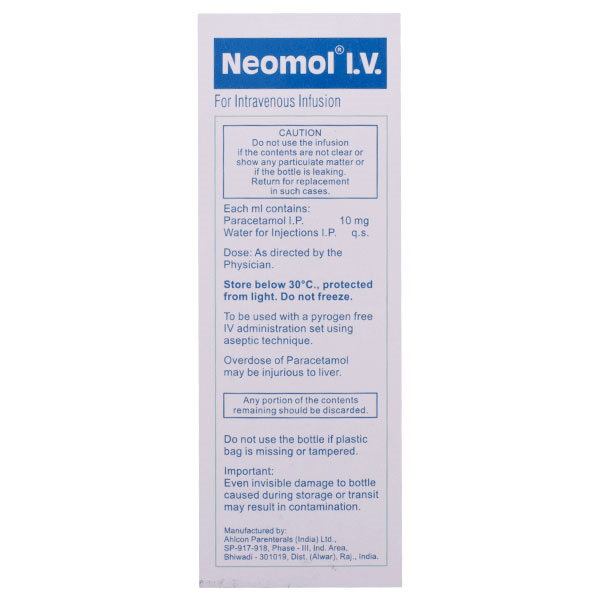 Neomol® I.V.
For Intravenous Infusion
CAUTION
Do not use the infusion
if the contents are not clear or
show any particulate matter or
if the bottle is leaking.
Return for replacement
in such cases.
Each ml contains:
Paracetamol I.P. 10 mg
Water for Injections I.P. q.s.
Dose: As directed by the
Physician.
Store below 30°C., protected
from light. Do not freeze.
To be used with a pyrogen free
IV administration set using
aseptic technique.
Overdose of Paracetamol
may be injurious to liver.
Any portion of the contents
remaining should be discarded.
Do not use the bottle if plastic
bag is missing or tampered.
Important:
Even invisible damage to bottle
caused during storage or transit
may result in contamination.
Manufactured by:
Ahlcon Parenterals (India) Ltd.,
SP-917-918, Phase - III, Ind. Area,
Bhiwadi - 301019, Dist. (Alwar), Raj., India.